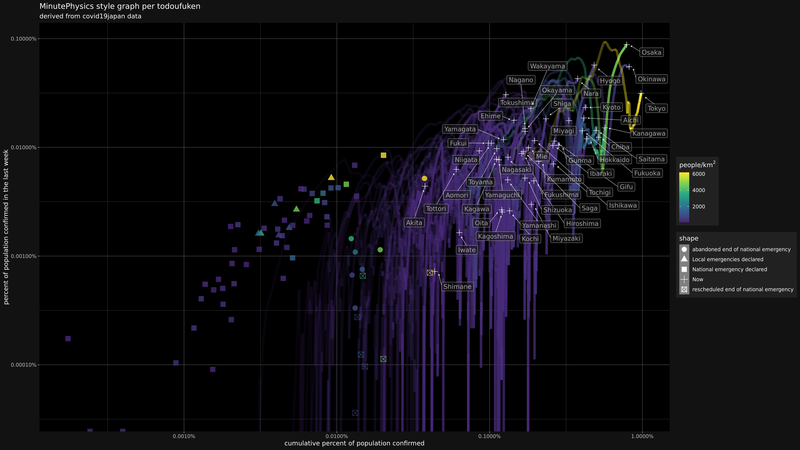 MinutePhysics style graph per todoufuken
derived from covid19japan data
percent of population confirmed in the last week
0.10000%
0.01000%
0.00100%
0.00010%
0.0010%
0.0100%
0.1000%
1.0000%
cumulative percent of population confirmed
Osaka
Wakayama
Okinawa
Nagano
Hyogo
Okayama
Nara
Tokushima
Shiga
Kyoto
Tokyo
Ehime
Aichi
Yamagata
Miyagi
Kanagawa
Fukui
Chiba
Niigata
Mie
Gunma
Hokkaido
Saitama
Nagasaki
Ibaraki
Fukuoka
Toyama
Kumamoto
Gifu
Aomori
Yamaguchi
Tochigi
Tottori
Kagawa
Shizuoka
Saga
Ishikawa
Akita
Oita
Yamanashi
Hiroshima
Kagoshima
Kochi
Miyazaki
Iwate
Shimane
people/km²
6000
4000
2000
shape
abandoned end of national emergency
Local emergencies declared
National emergency declared
Now
rescheduled end of national emergency